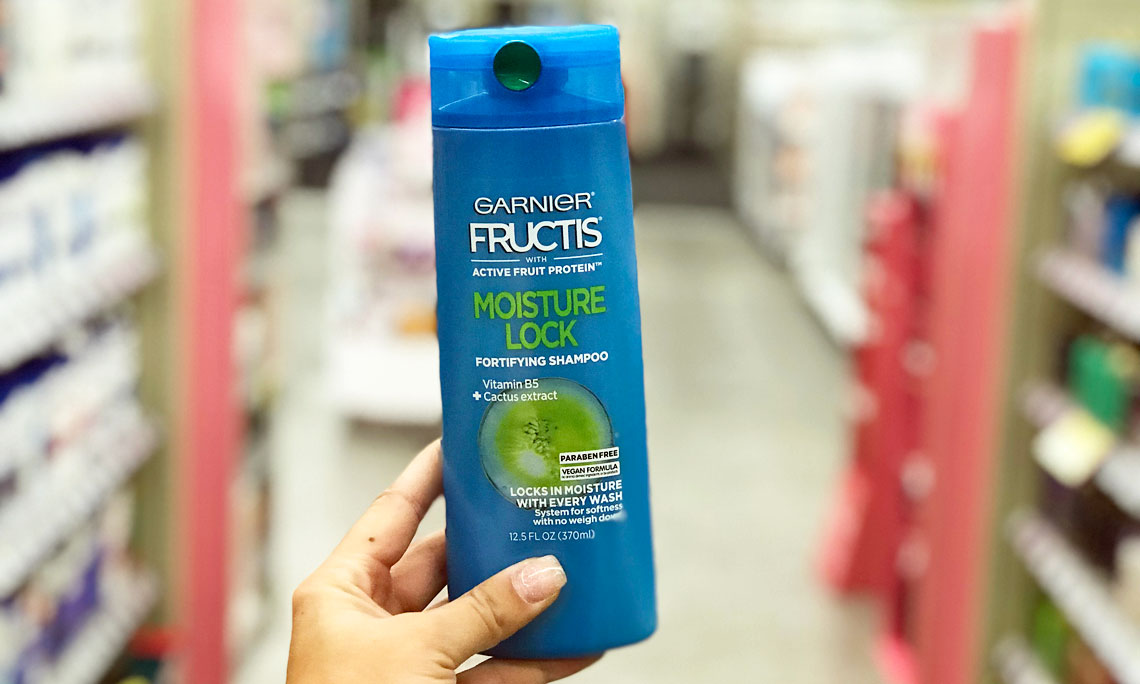 GARNIER®
FRUCTIS®
WITH
ACTIVE FRUIT PROTEIN™
MOISTURE
LOCK
FORTIFYING SHAMPOO
Vitamin B5
+ Cactus extract
PARABEN FREE
VEGAN FORMULA
LOCKS IN MOISTURE
WITH EVERY WASH
System for softness
with no weigh down
12.5 FL OZ (370ml)